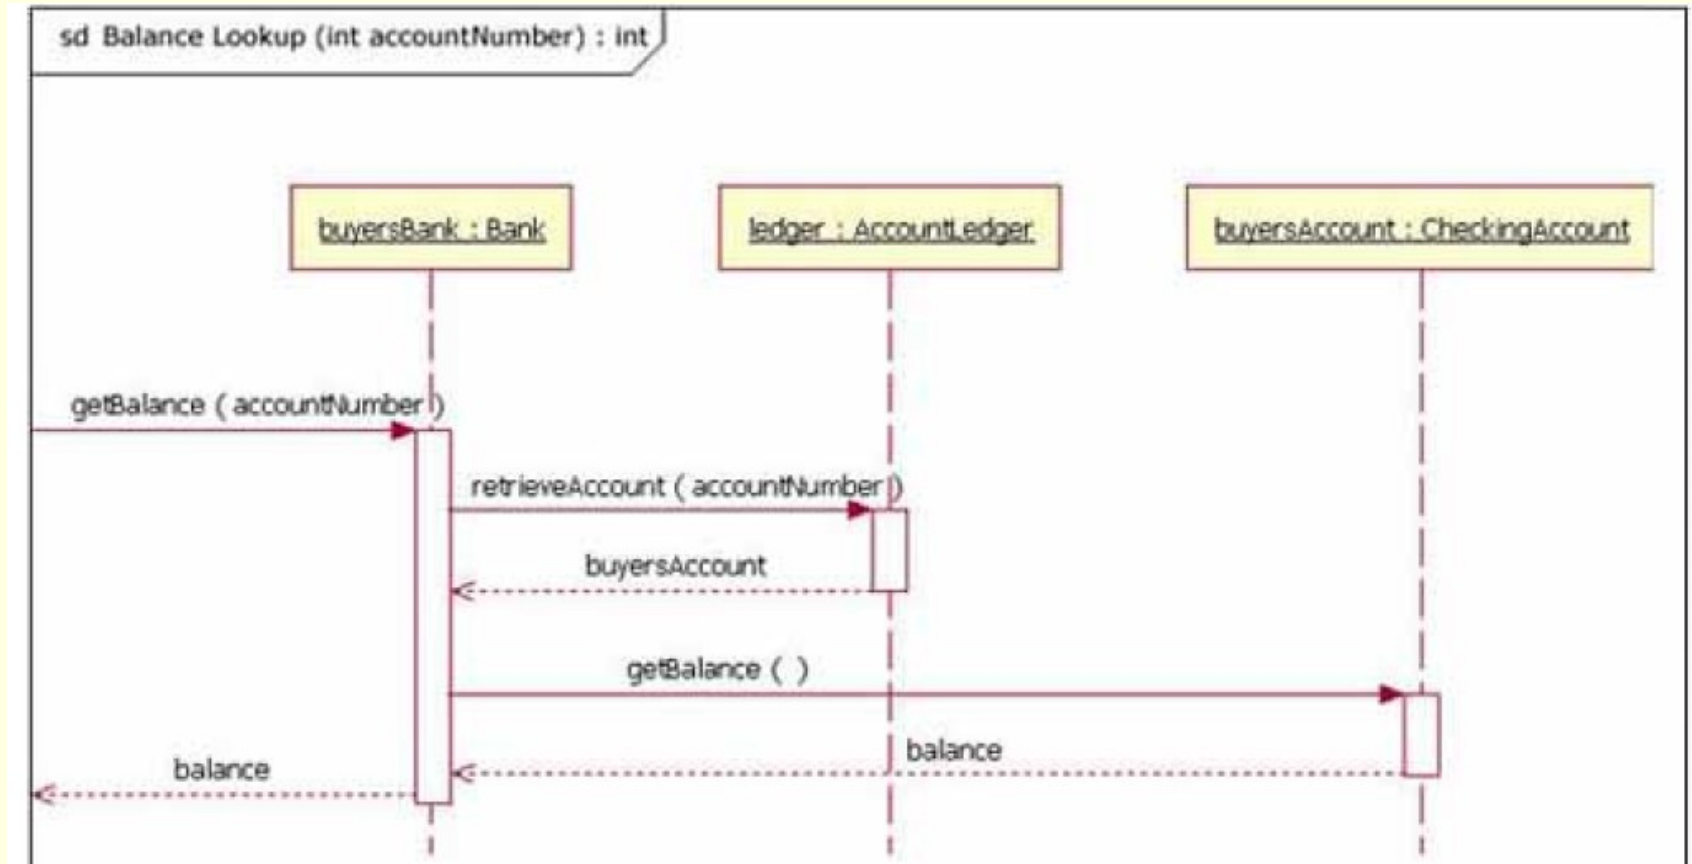 sd Balance Lookup (int accountNumber) : int
buyersBank : Bank
ledger : AccountLedger
buyersAccount : CheckingAccount
getBalance ( accountNumber )
retrieveAccount ( accountNumber )
buyersAccount
getBalance ( )
balance
balance